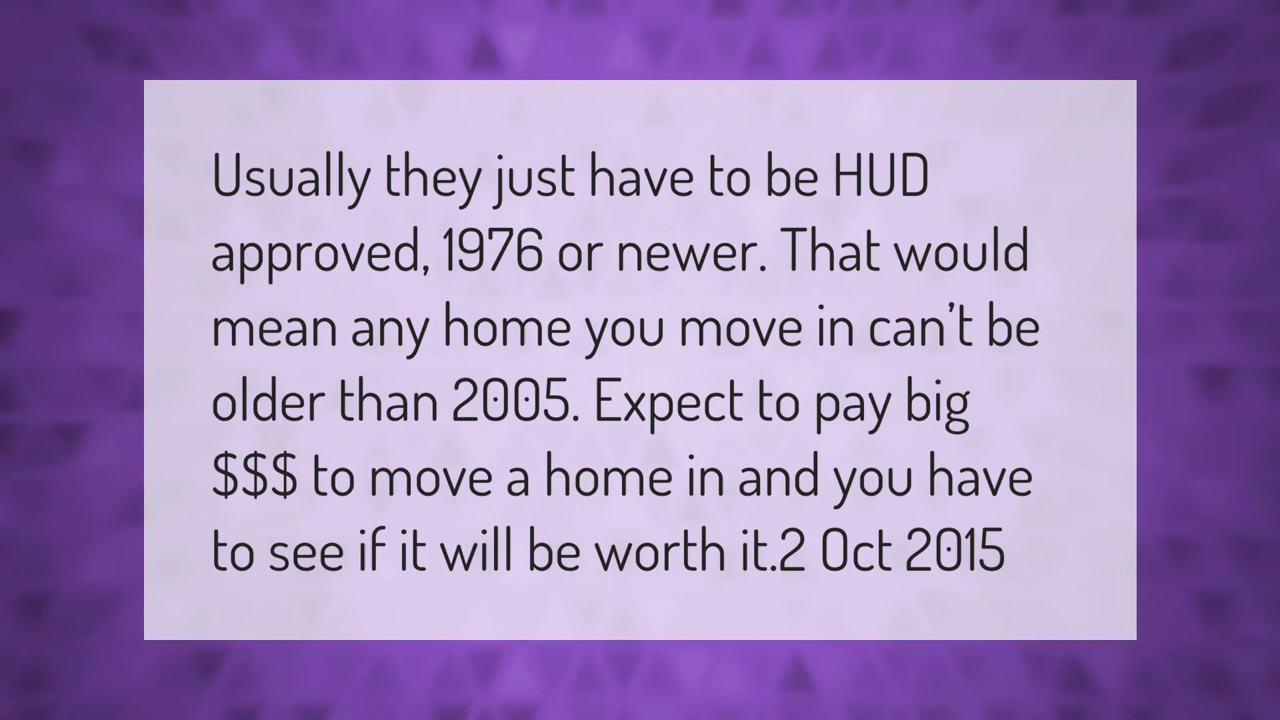 Usually they just have to be HUD
approved, 1976 or newer. That would
mean any home you move in can’t be
older than 2005. Expect to pay big
$$$ to move a home in and you have
to see if it will be worth it.2 Oct 2015